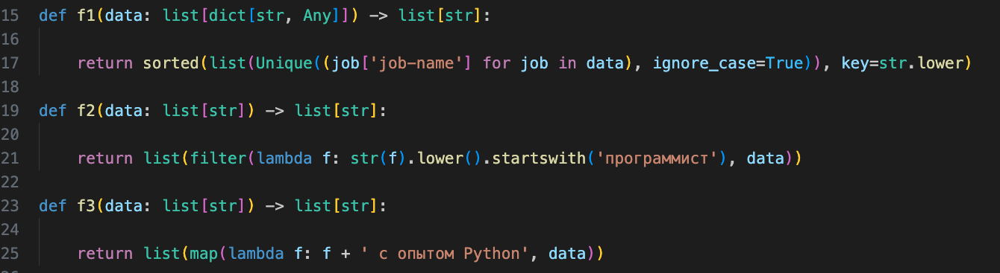 15 def f1(data: list[dict[str, Any]]) -> list[str]:
16
17 return sorted(list(Unique((job['job-name'] for job in data), ignore_case=True)), key=str.lower)
18
19 def f2(data: list[str]) -> list[str]:
20
21 return list(filter(lambda f: str(f).lower().startswith('программист'), data))
22
23 def f3(data: list[str]) -> list[str]:
24
25 return list(map(lambda f: f + ' с опытом Python', data))